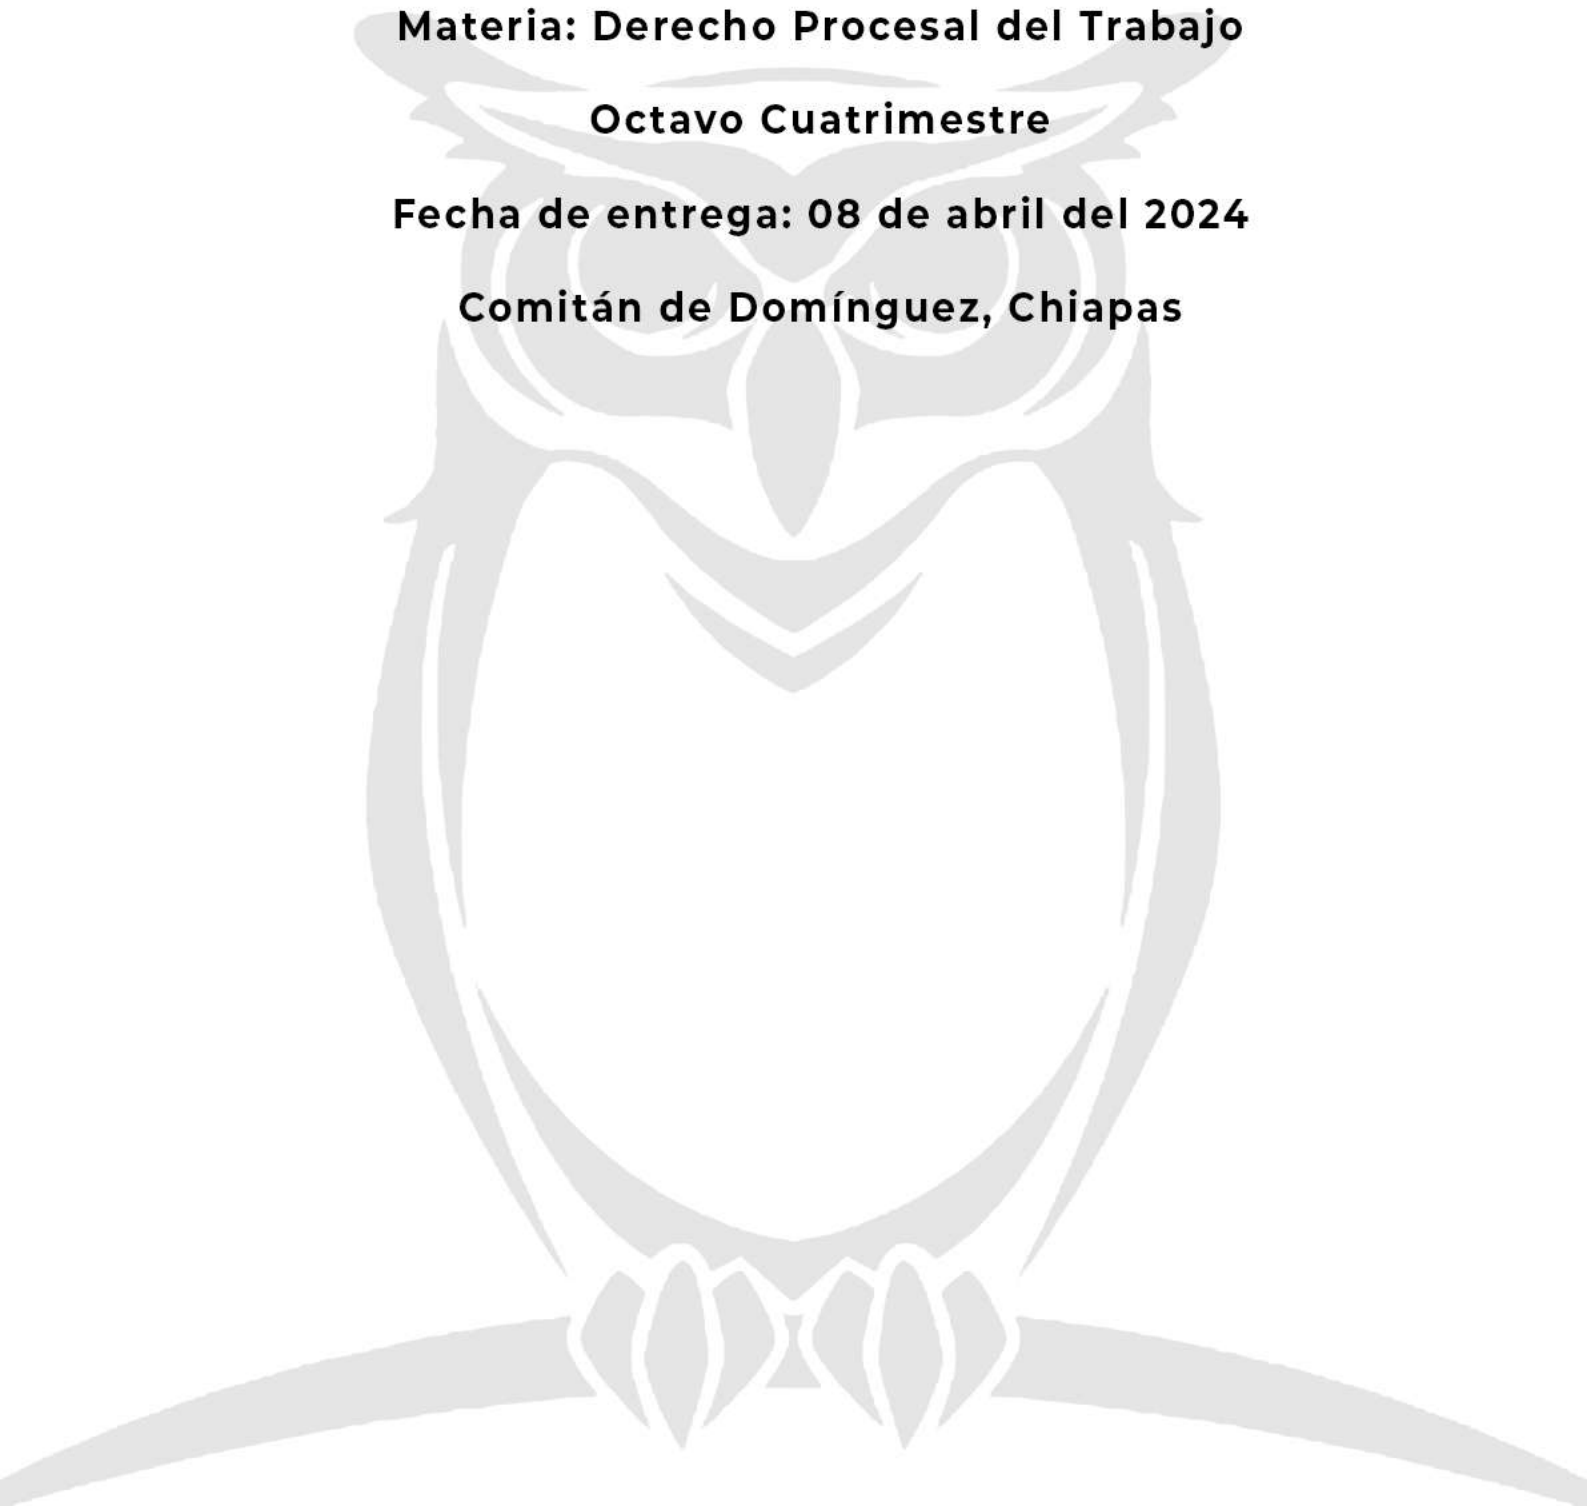 Materia: Derecho Procesal del Trabajo
Octavo Cuatrimestre
Fecha de entrega: 08 de abril del 2024
Comitán de Domínguez, Chiapas